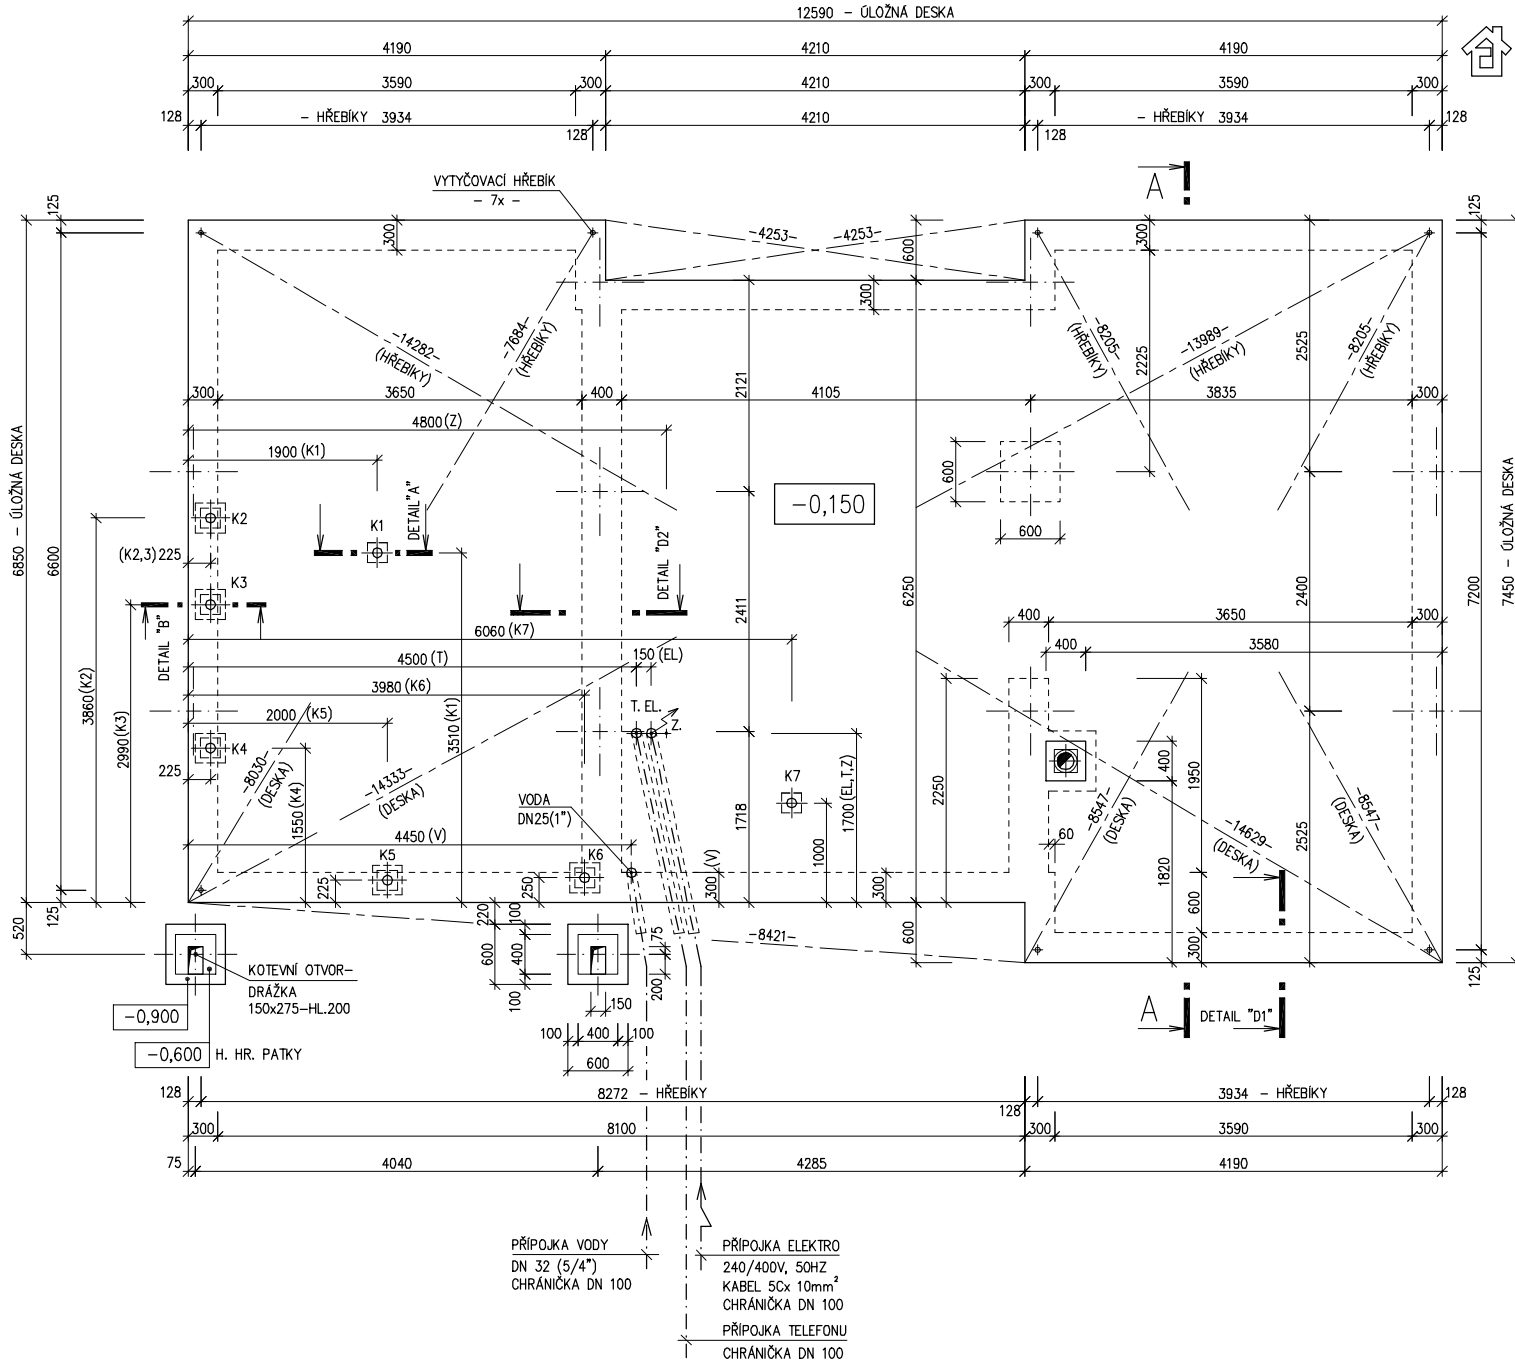 12590 – ÚLOŽNÁ DESKA
4190 4210 4190
300 3590 300 4210 300 3590 300
128 – HŘEBÍKY 3934 128 4210 128 – HŘEBÍKY 3934 128
VYTYČOVACÍ HŘEBÍK
– 7x –
A
125
300
–4253– –4253–
600
300
300
125
6850 – ÚLOŽNÁ DESKA
6600
–14282–
(HŘEBÍKY)
–7684–
(HŘEBÍKY)
–8205–
(HŘEBÍKY)
–13989–
(HŘEBÍKY)
–8205–
(HŘEBÍKY)
2225
2525
2121
300 3650 400 4105 3835 300
4800 (Z)
1900 (K1)
DETAIL "A"
600
600
–0,150
K2
K1
(K2,3) 225
K3
DETAIL "B"
DETAIL "D2"
2411
6250
2400
7200
7450 – ÚLOŽNÁ DESKA
3860 (K2)
2990 (K3)
6060 (K7)
4500 (T) 150 (EL)
3980 (K6)
2000 (K5)
3510 (K1)
400 3650 300
400 3580
T. EL.
Z.
K4
225
–8030–
(DESKA)
–14333–
(DESKA)
1550 (K4)
VODA
DN25(1")
4450 (V)
K7
1718
1700 (EL,T,Z)
1000
2250
400
1950
60
1820
–8547–
(DESKA)
–14629–
(DESKA)
–8547–
(DESKA)
2525
K5
K6
225
250
300 (V)
300
600
300
600
125
520
125
220
600
100
400
100
75
200
–8421–
KOTEVNÍ OTVOR–
DRÁŽKA
150x275–HL.200
–0,900
–0,600 H. HR. PATKY
150
100 400 100
600
A
DETAIL "D1"
128 8272 – HŘEBÍKY 128 3934 – HŘEBÍKY 128
300 8100 300 3590 300
75 4040 4285 4190
PŘÍPOJKA VODY
DN 32 (5/4")
CHRÁNIČKA DN 100
PŘÍPOJKA ELEKTRO
240/400V, 50HZ
KABEL 5Cx 10mm²
CHRÁNIČKA DN 100
PŘÍPOJKA TELEFONU
CHRÁNIČKA DN 100